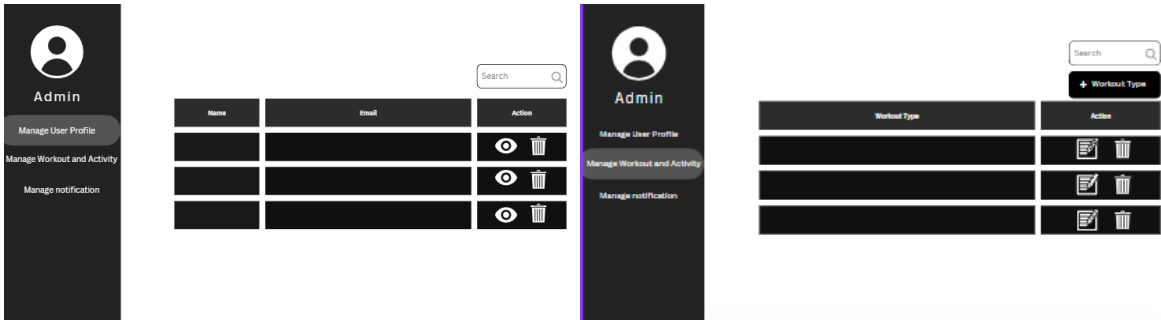 Admin
Manage User Profile
Manage Workout and Activity
Manage notification
Search
Name Email Action
Admin
Manage User Profile
Manage Workout and Activity
Manage notification
Search
+ Workout Type
Workout Type Action